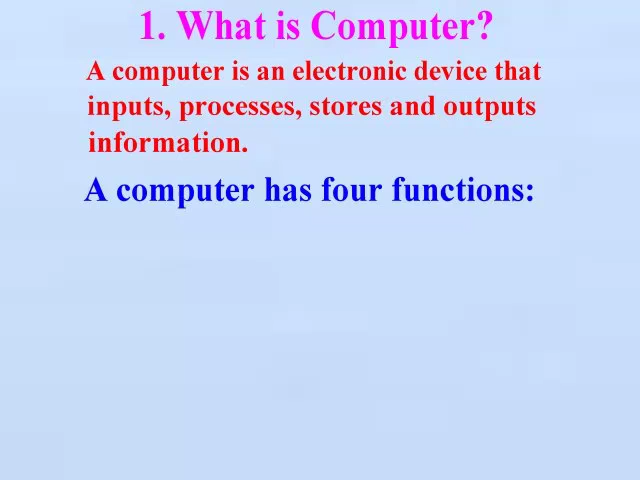 1. What is Computer?
A computer is an electronic device that
inputs, processes, stores and outputs
information.
A computer has four functions: